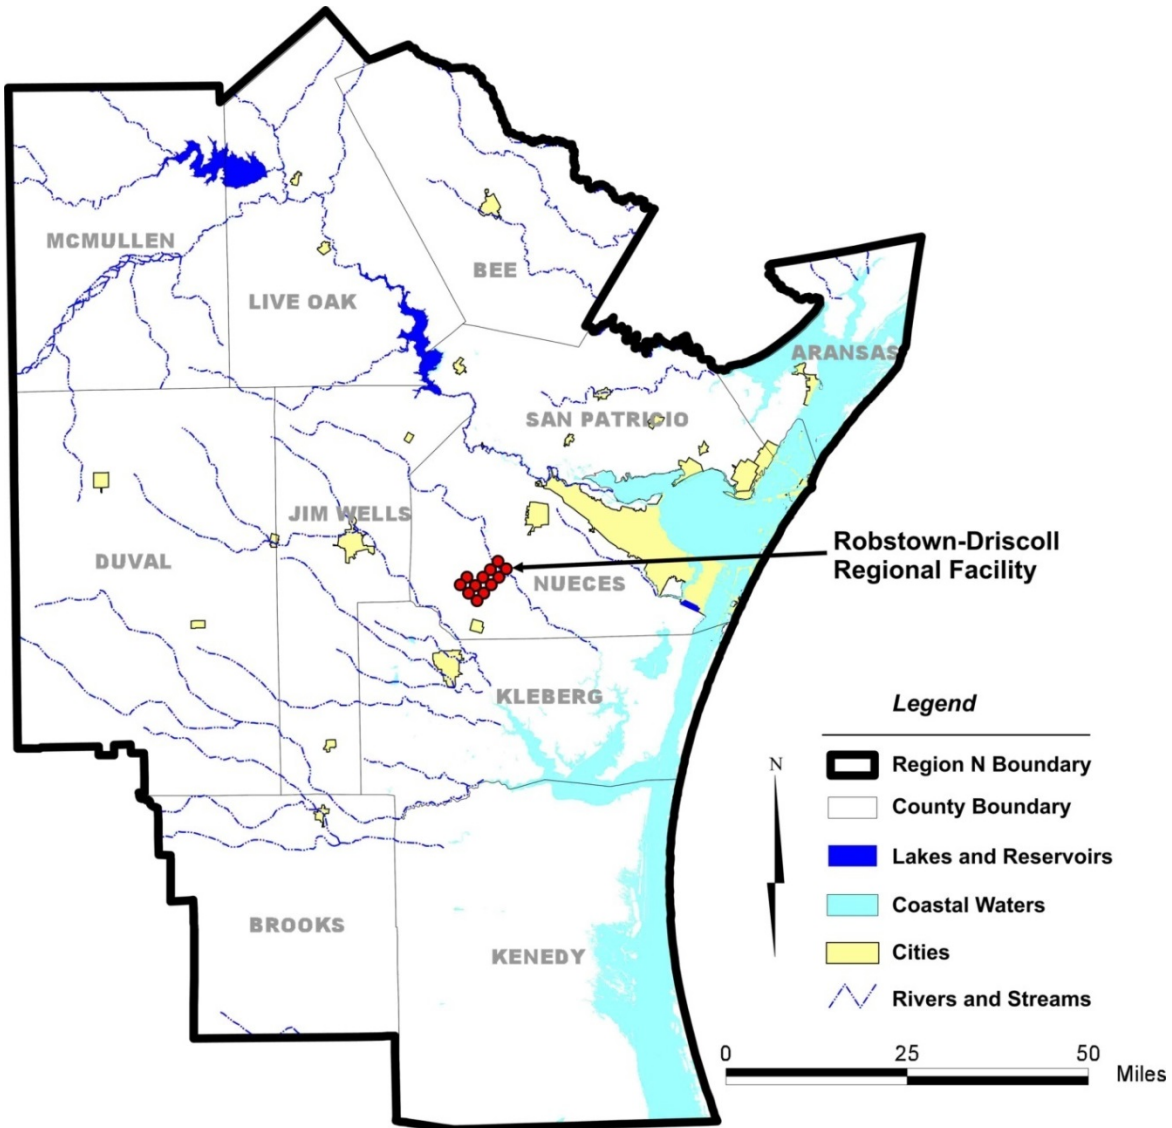 MCMULLEN
BEE
LIVE OAK
ARANSAS
SAN PATRICIO
JIM WELLS
DUVAL
NUECES
Robstown-Driscoll
Regional Facility
KLEBERG
BROOKS
KENEDY
Legend
N
Region N Boundary
County Boundary
Lakes and Reservoirs
Coastal Waters
Cities
Rivers and Streams
0 25 50
Miles